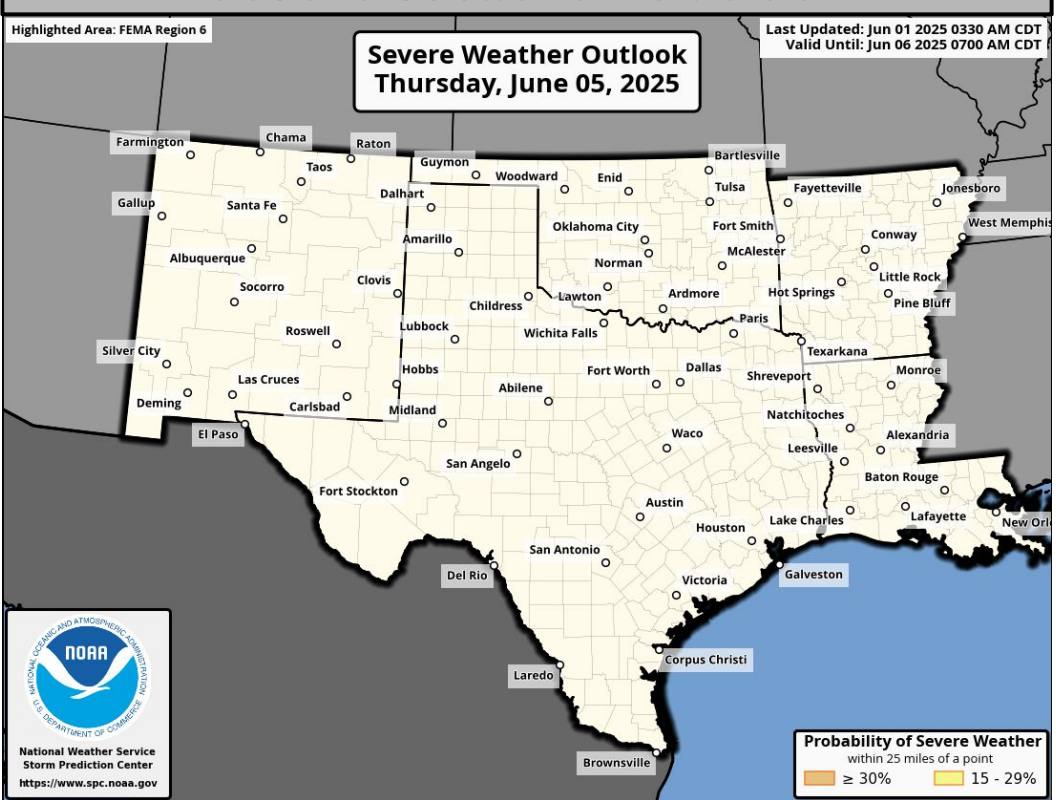 Highlighted Area: FEMA Region 6
Severe Weather Outlook
Thursday, June 05, 2025
Last Updated: Jun 01 2025 0330 AM CDT
Valid Until: Jun 06 2025 0700 AM CDT
Farmington
Chama
Raton
Taos
Guymon
Woodward
Enid
Bartlesville
Tulsa
Fayetteville
Jonesboro
Gallup
Santa Fe
Dalhart
Oklahoma City
Fort Smith
West Memphis
Albuquerque
Amarillo
Norman
McAlester
Conway
Socorro
Clovis
Childress
Lawton
Ardmore
Hot Springs
Little Rock
Pine Bluff
Roswell
Lubbock
Wichita Falls
Paris
Texarkana
Silver City
Las Cruces
Hobbs
Abilene
Fort Worth
Dallas
Shreveport
Monroe
Deming
Carlsbad
Midland
Natchitoches
El Paso
San Angelo
Waco
Leesville
Alexandria
Fort Stockton
Austin
Houston
Lake Charles
Baton Rouge
Lafayette
New Orl
Del Rio
San Antonio
Victoria
Galveston
Laredo
Corpus Christi
Brownsville
NATIONAL OCEANIC AND ATMOSPHERIC ADMINISTRATION
NOAA
U.S. DEPARTMENT OF COMMERCE
National Weather Service
Storm Prediction Center
https://www.spc.noaa.gov
Probability of Severe Weather
within 25 miles of a point
≥ 30%
15 - 29%